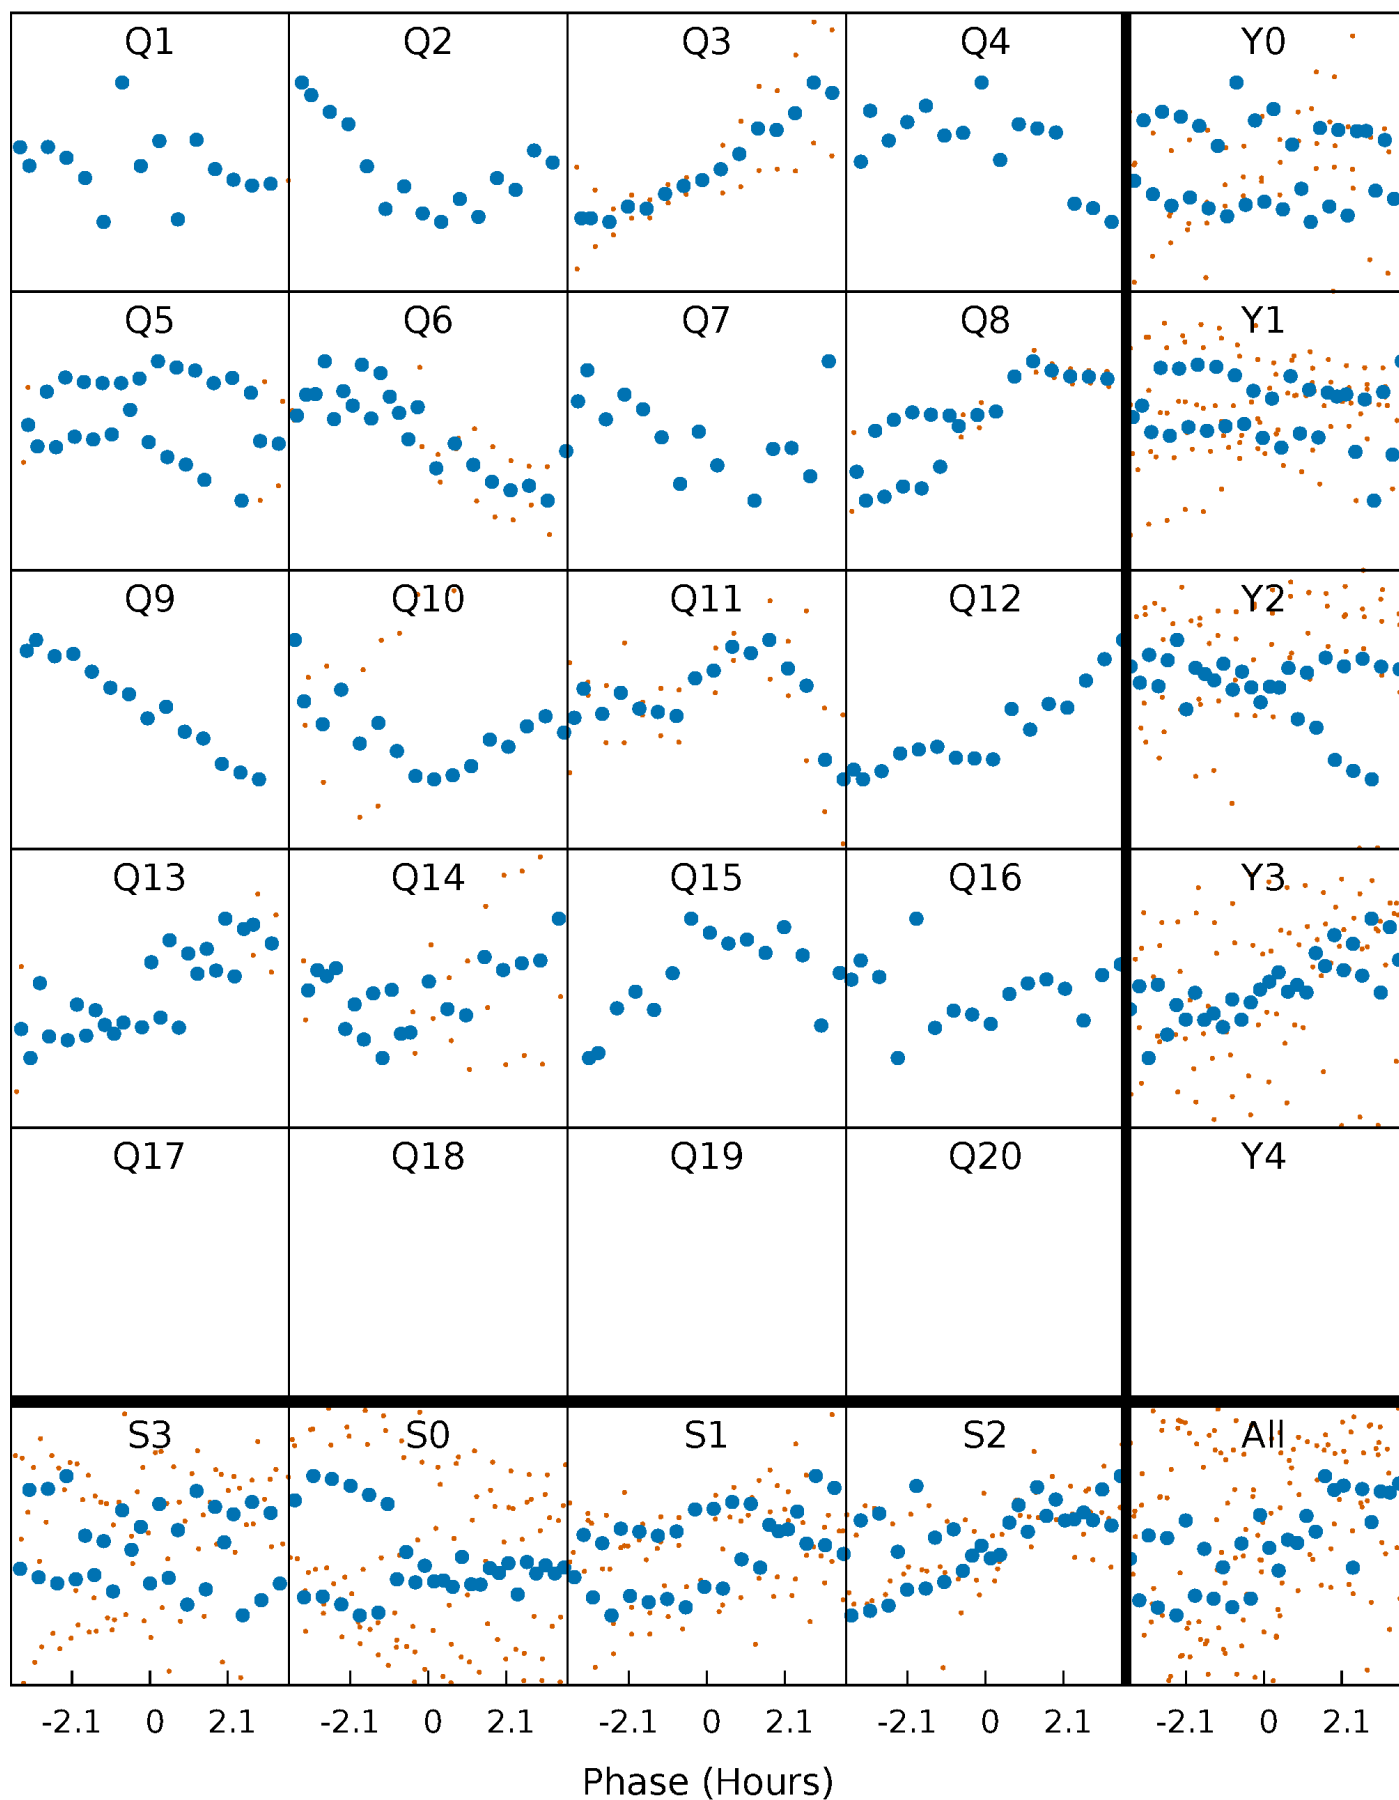 Q1 Q2 Q3 Q4 Y0
Q5 Q6 Q7 Q8 Y1
Q9 Q10 Q11 Q12 Y2
Q13 Q14 Q15 Q16 Y3
Q17 Q18 Q19 Q20 Y4
S3 S0 S1 S2 All
-2.1 0 2.1 -2.1 0 2.1 -2.1 0 2.1 -2.1 0 2.1 -2.1 0 2.1
Phase (Hours)